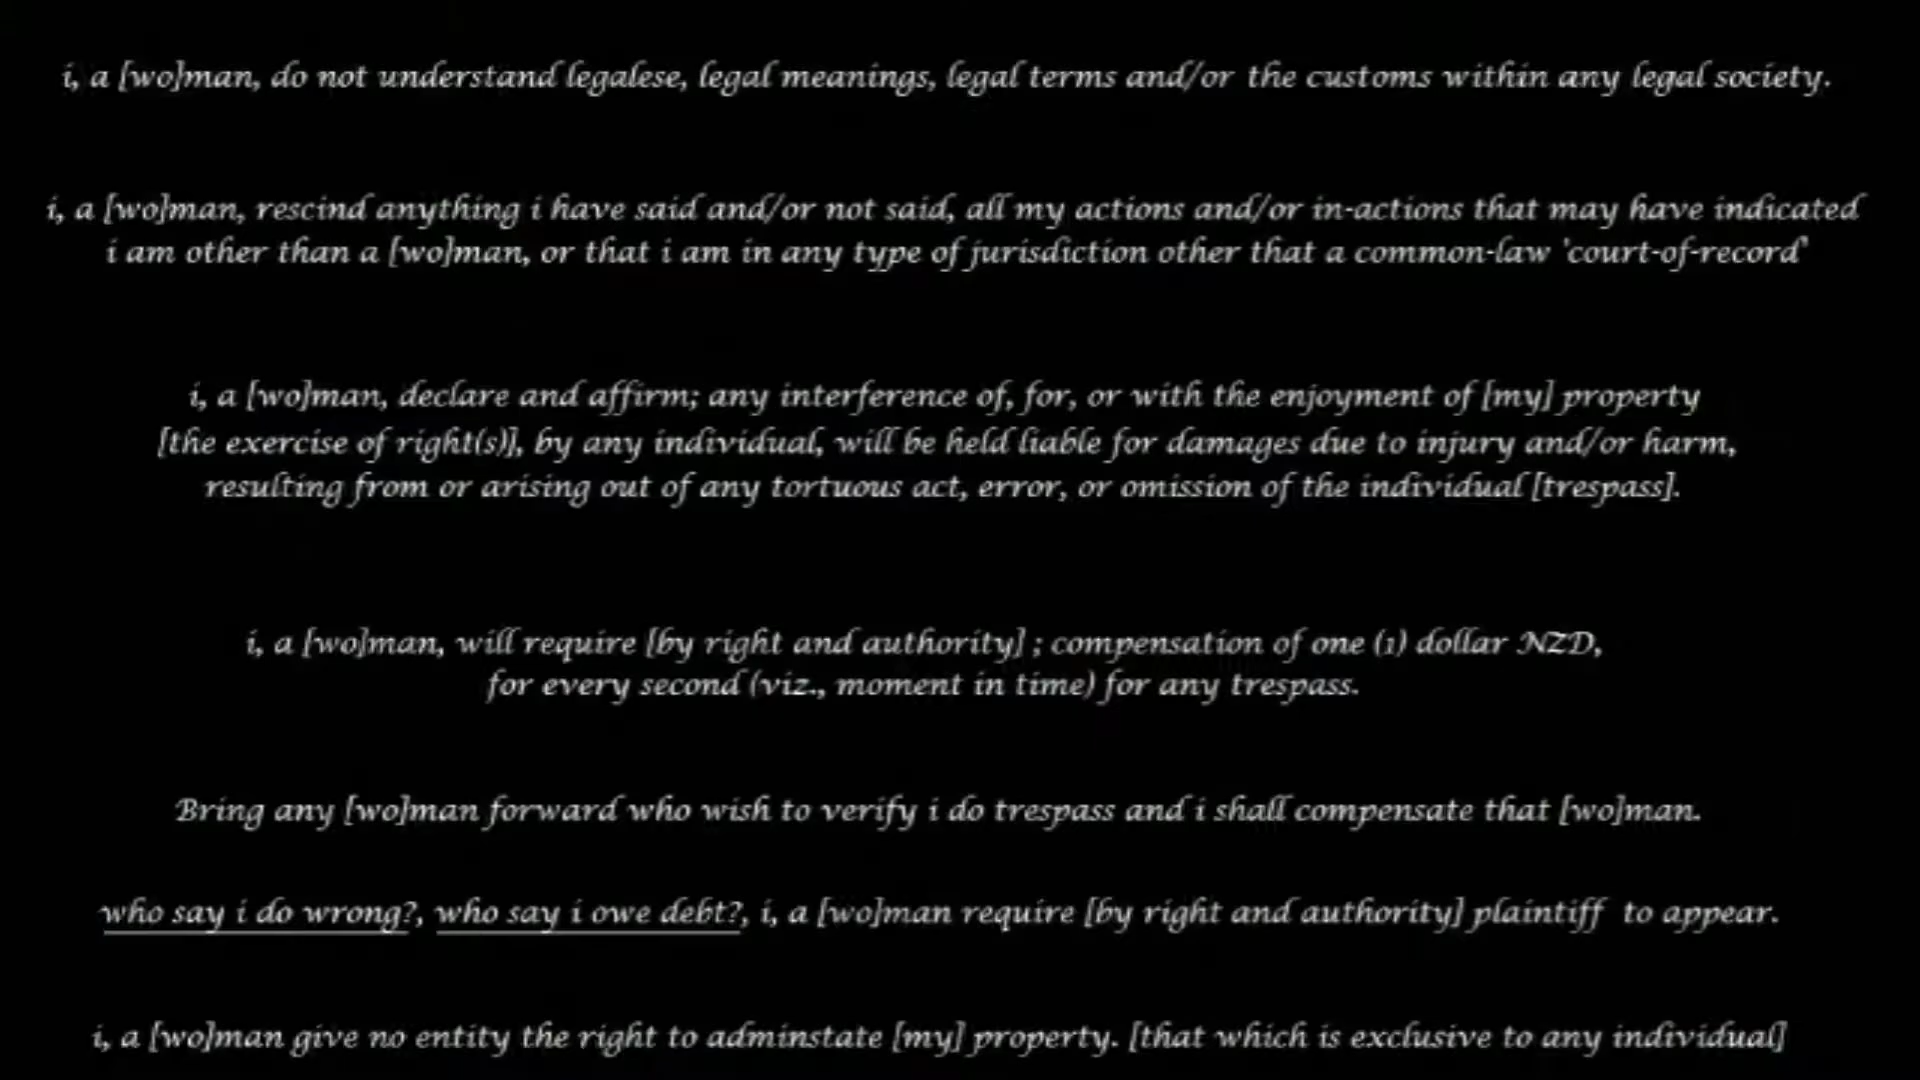 i, a [wo]man, do not understand legalese, legal meanings, legal terms and/or the customs within any legal society.
i, a [wo]man, rescind anything i have said and/or not said, all my actions and/or in-actions that may have indicated
i am other than a [wo]man, or that i am in any type of jurisdiction other that a common-law 'court-of-record'
i, a [wo]man, declare and affirm; any interference of, for, or with the enjoyment of [my] property
[the exercise of right(s)], by any individual, will be held liable for damages due to injury and/or harm,
resulting from or arising out of any tortuous act, error, or omission of the individual [trespass].
i, a [wo]man, will require [by right and authority] ; compensation of one (1) dollar NZD,
for every second (viz., moment in time) for any trespass.
Bring any [wo]man forward who wish to verify i do trespass and i shall compensate that [wo]man.
who say i do wrong?, who say i owe debt?, i, a [wo]man require [by right and authority] plaintiff to appear.
i, a [wo]man give no entity the right to adminstate [my] property. [that which is exclusive to any individual]